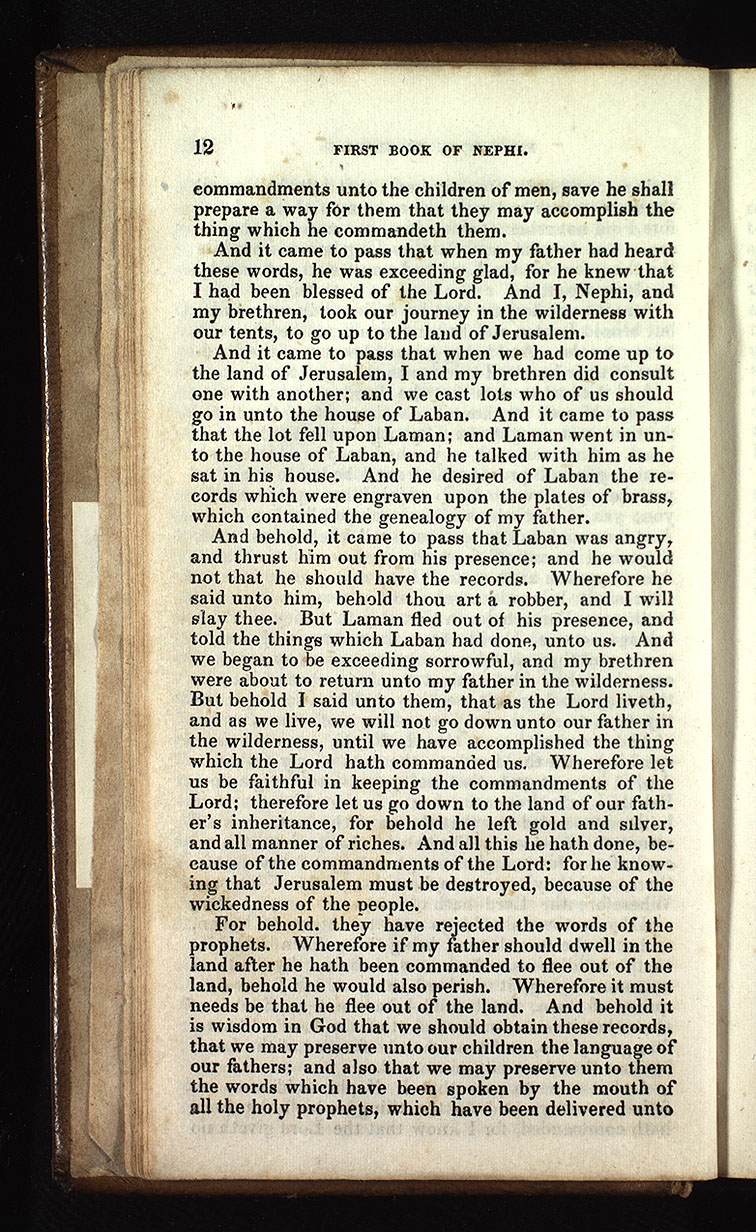 12 FIRST BOOK OF NEPHI.
commandments unto the children of men, save he shall
prepare a way for them that they may accomplish the
thing which he commandeth them.
And it came to pass that when my father had heard
these words, he was exceeding glad, for he knew that
I had been blessed of the Lord. And I, Nephi, and
my brethren, took our journey in the wilderness with
our tents, to go up to the land of Jerusalem.
And it came to pass that when we had come up to
the land of Jerusalem, I and my brethren did consult
one with another; and we cast lots who of us should
go in unto the house of Laban. And it came to pass
that the lot fell upon Laman; and Laman went in un-
to the house of Laban, and he talked with him as he
sat in his house. And he desired of Laban the re-
cords which were engraven upon the plates of brass,
which contained the genealogy of my father.
And behold, it came to pass that Laban was angry,
and thrust him out from his presence; and he would
not that he should have the records. Wherefore he
said unto him, behold thou art a robber, and I will
slay thee. But Laman fled out of his presence, and
told the things which Laban had done, unto us. And
we began to be exceeding sorrowful, and my brethren
were about to return unto my father in the wilderness.
But behold I said unto them, that as the Lord liveth,
and as we live, we will not go down unto our father in
the wilderness, until we have accomplished the thing
which the Lord hath commanded us. Wherefore let
us be faithful in keeping the commandments of the
Lord; therefore let us go down to the land of our fath-
er's inheritance, for behold he left gold and silver,
and all manner of riches. And all this he hath done, be-
cause of the commandments of the Lord: for he know-
ing that Jerusalem must be destroyed, because of the
wickedness of the people.
For behold. they have rejected the words of the
prophets. Wherefore if my father should dwell in the
land after he hath been commanded to flee out of the
land, behold he would also perish. Wherefore it must
needs be that he flee out of the land. And behold it
is wisdom in God that we should obtain these records,
that we may preserve unto our children the language of
our fathers; and also that we may preserve unto them
the words which have been spoken by the mouth of
all the holy prophets, which have been delivered unto